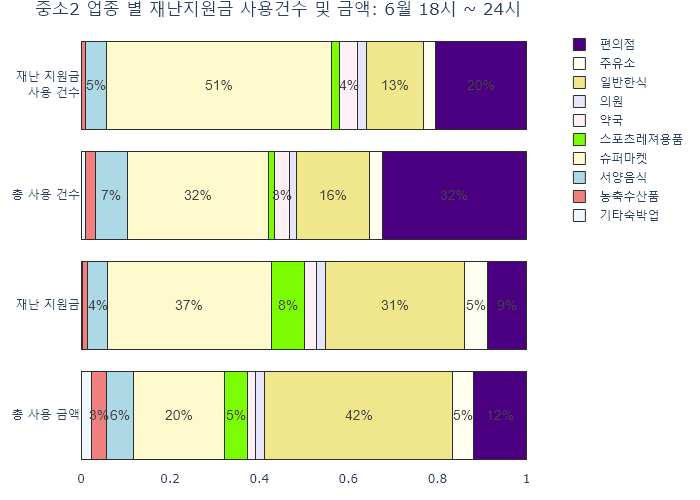 중소2 업종 별 재난지원금 사용건수 및 금액: 6월 18시 ~ 24시
재난 지원금
사용 건수
5%
51%
4%
13%
20%
총 사용 건수
7%
32%
3%
16%
32%
재난 지원금
4%
37%
8%
31%
5%
9%
총 사용 금액
3%
6%
20%
5%
42%
5%
12%
0
0.2
0.4
0.6
0.8
1
편의점
주유소
일반한식
의원
약국
스포츠레져용품
슈퍼마켓
서양음식
농축수산품
기타숙박업